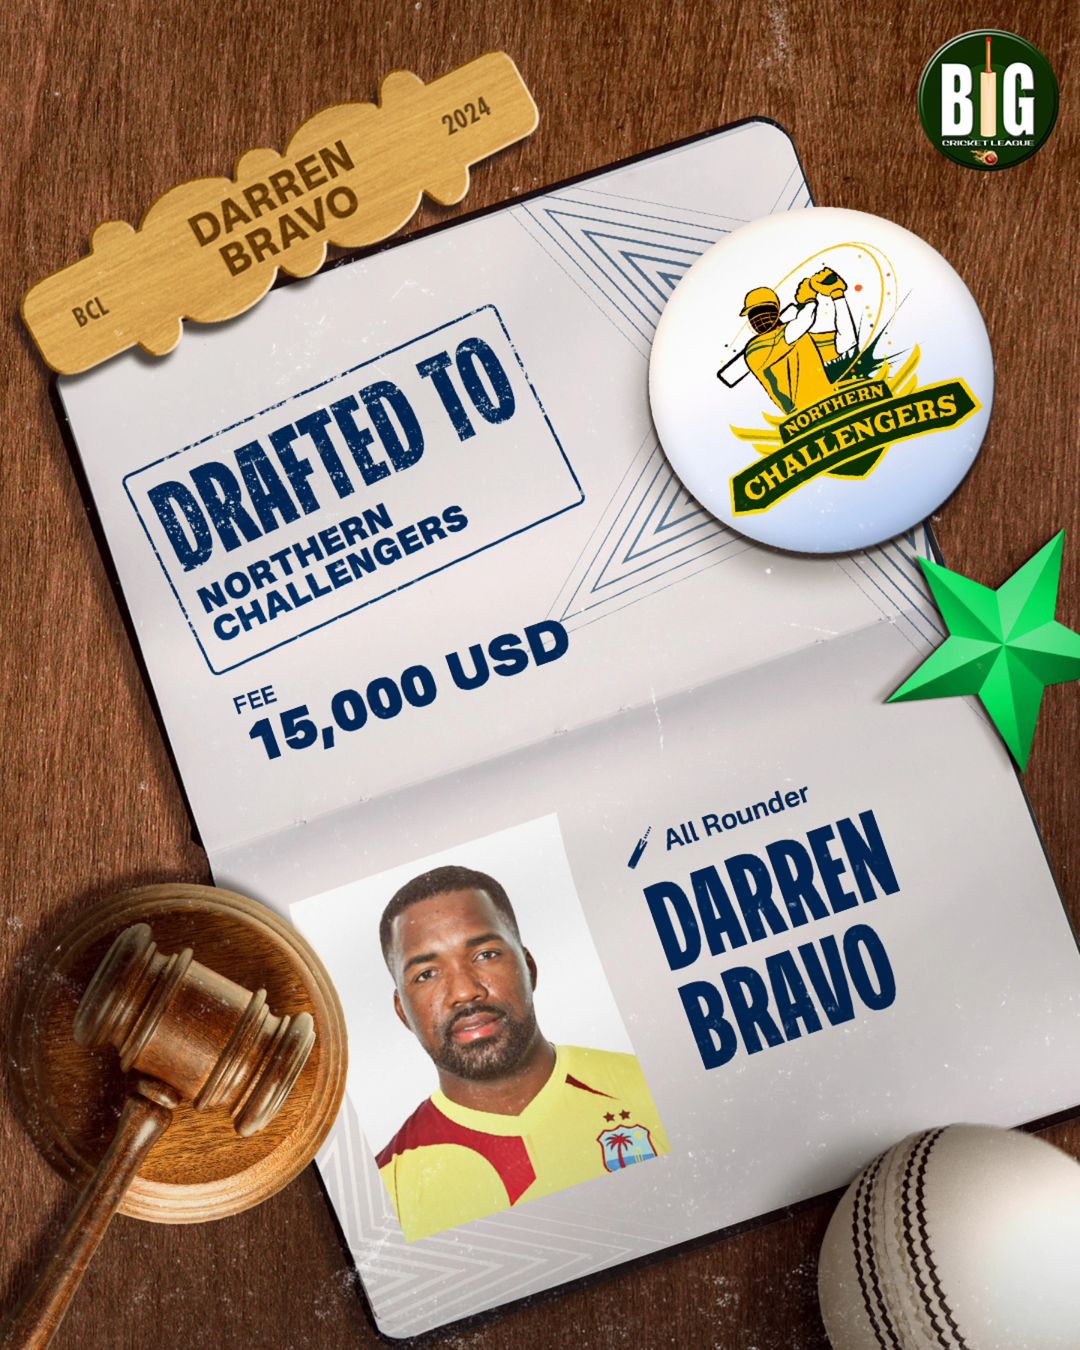 BIG
CRICKET LEAGUE
DARREN
BRAVO
2024
BCL
NORTHERN
CHALLENGERS
DRAFTED TO
NORTHERN
CHALLENGERS
FEE
15,000 USD
All Rounder
DARREN
BRAVO